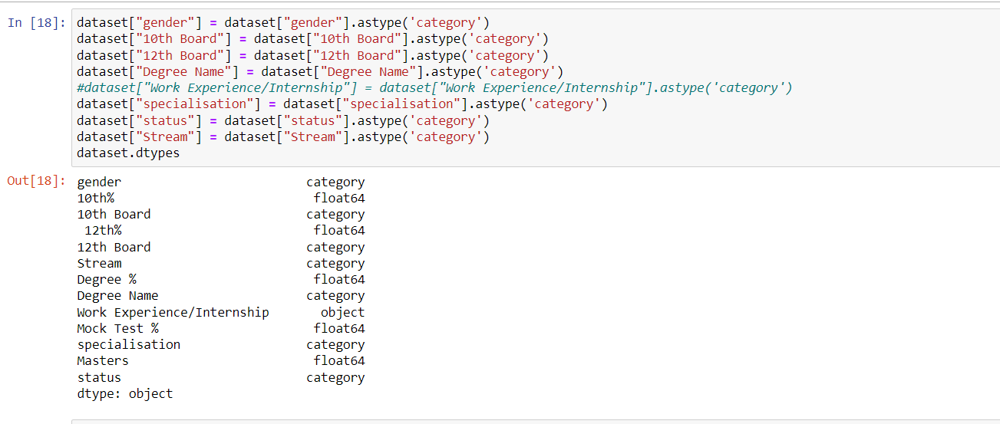 In [18]: dataset["gender"] = dataset["gender"].astype('category')
dataset["10th Board"] = dataset["10th Board"].astype('category')
dataset["12th Board"] = dataset["12th Board"].astype('category')
dataset["Degree Name"] = dataset["Degree Name"].astype('category')
#dataset["Work Experience/Internship"] = dataset["Work Experience/Internship"].astype('category')
dataset["specialisation"] = dataset["specialisation"].astype('category')
dataset["status"] = dataset["status"].astype('category')
dataset["Stream"] = dataset["Stream"].astype('category')
dataset.dtypes
Out[18]: gender category
10th% float64
10th Board category
12th% float64
12th Board category
Stream category
Degree % float64
Degree Name category
Work Experience/Internship object
Mock Test % float64
specialisation category
Masters float64
status category
dtype: object